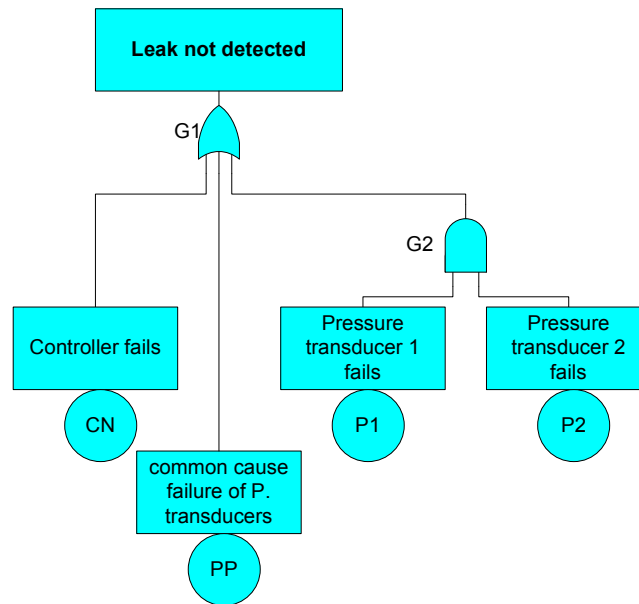 Leak not detected
G1
G2
Controller fails
Pressure
transducer 1
fails
Pressure
transducer 2
fails
CN
P1
P2
common cause
failure of P.
transducers
PP